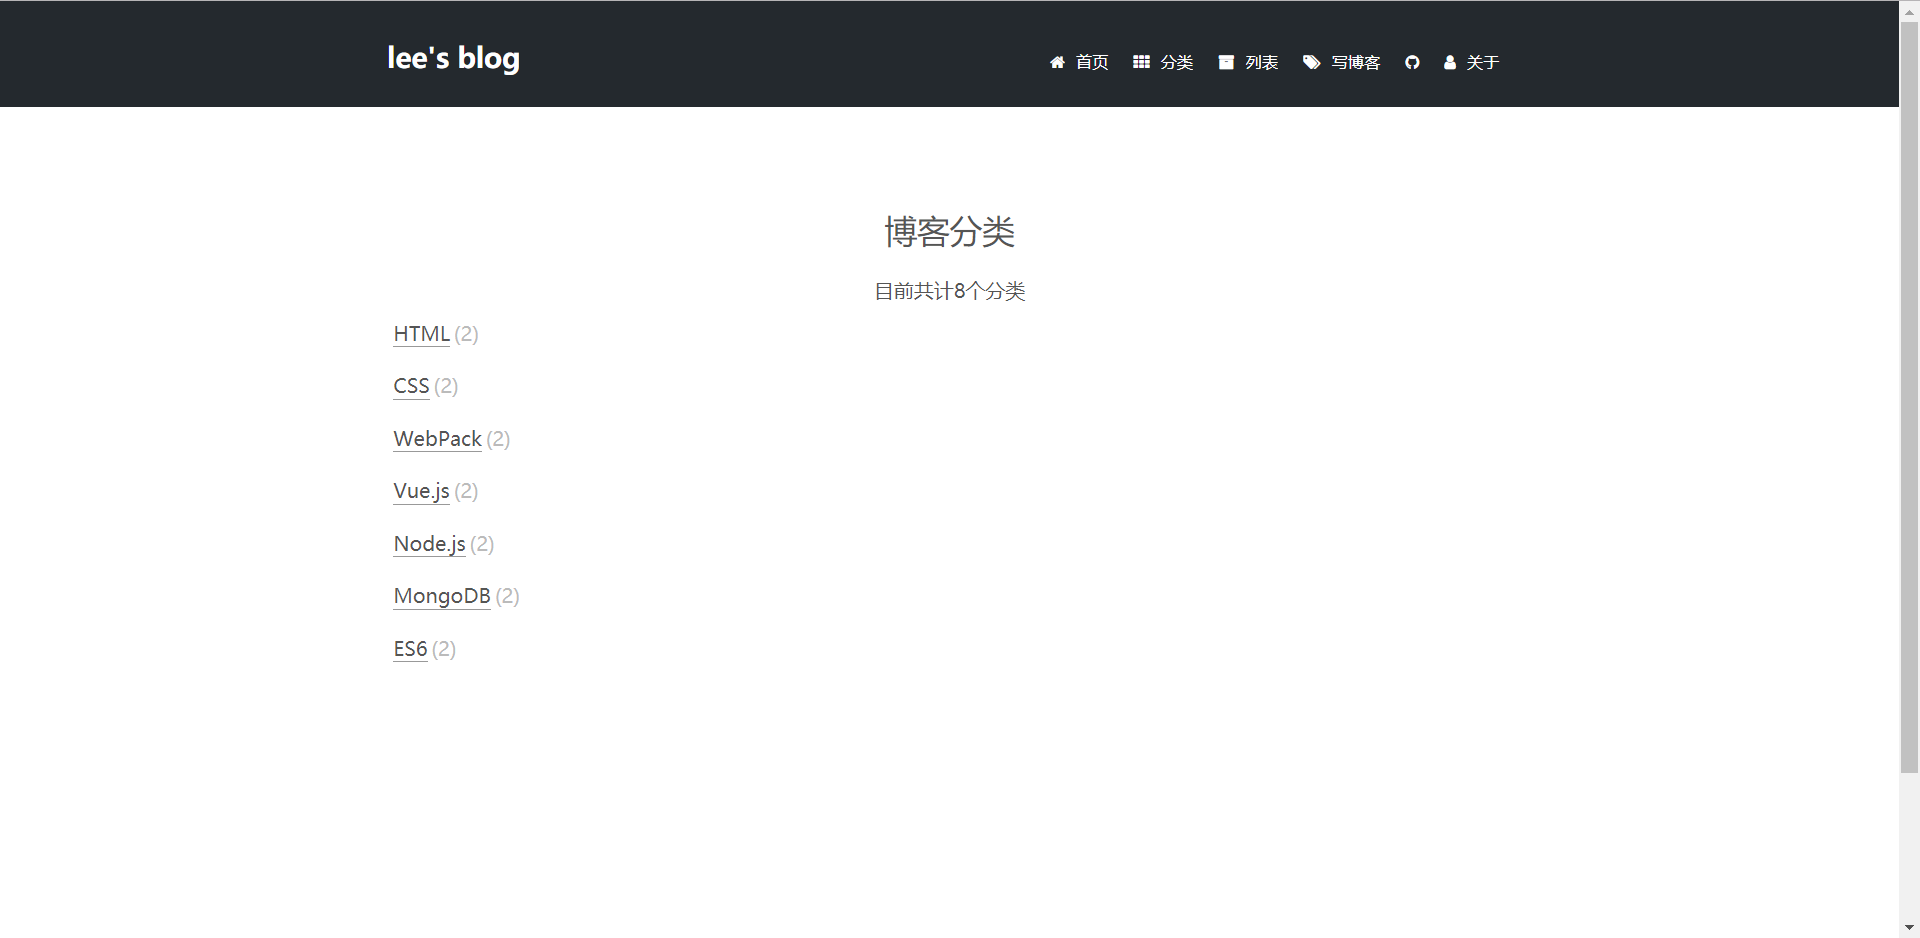 lee's blog
首页 分类 列表 写博客 关于
博客分类
目前共计8个分类
HTML (2)
CSS (2)
WebPack (2)
Vue.js (2)
Node.js (2)
MongoDB (2)
ES6 (2)